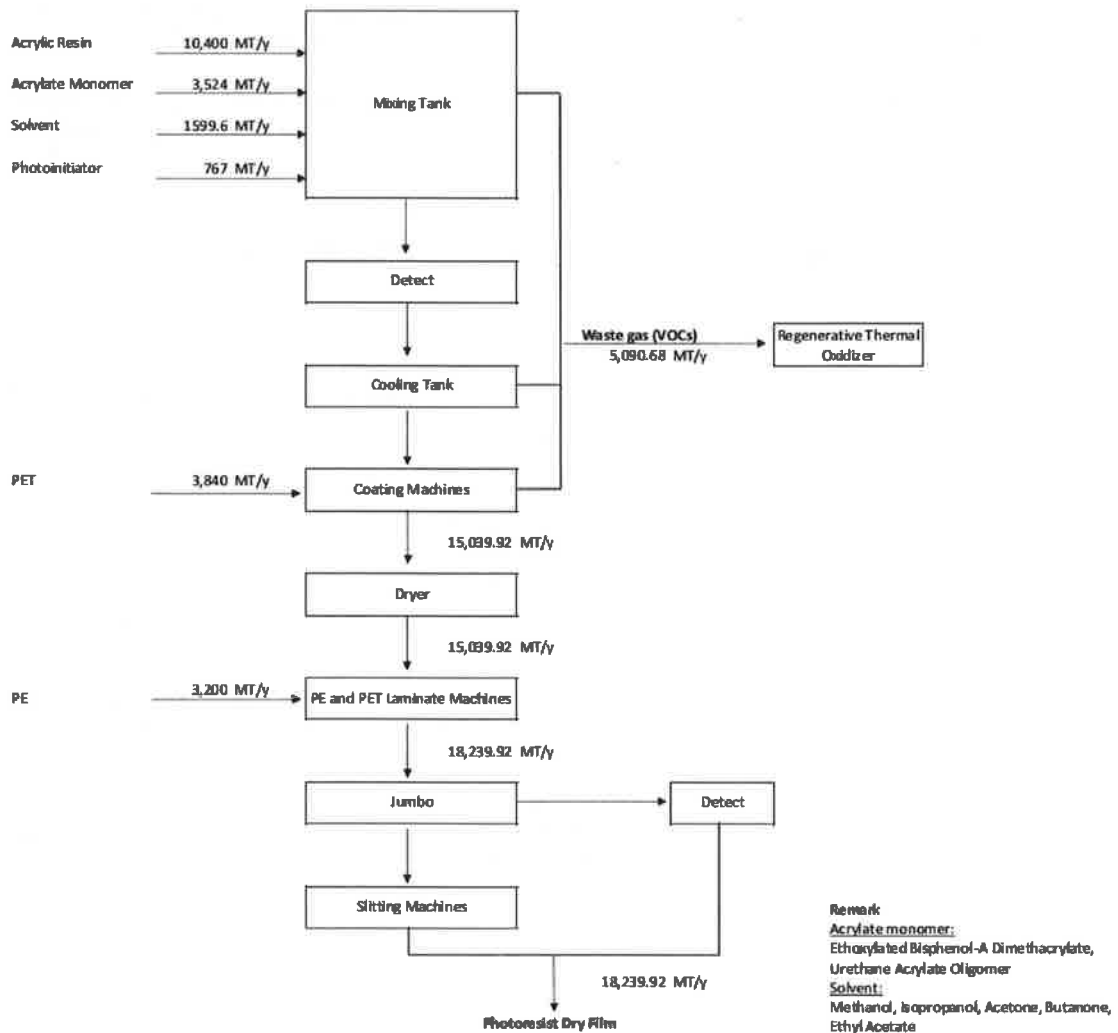 Acrylic Resin 10,400 MT/y
Acrylate Monomer 3,524 MT/y
Mixing Tank
Solvent 1599.6 MT/y
Photoinitiator 767 MT/y
Detect
Waste gas (VOCs)
5,090.68 MT/y
Regenerative Thermal
Oxidizer
Cooling Tank
PET 3,840 MT/y
Coating Machines
15,039.92 MT/y
Dryer
15,039.92 MT/y
PE 3,200 MT/y
PE and PET Laminate Machines
18,239.92 MT/y
Jumbo
Detect
Slitting Machines
18,239.92 MT/y
Photoresist Dry Film
Remark
Acrylate monomer:
Ethoxylated Bisphenol-A Dimethacrylate,
Urethane Acrylate Oligomer
Solvent:
Methanol, Isopropanol, Acetone, Butanone,
Ethyl Acetate